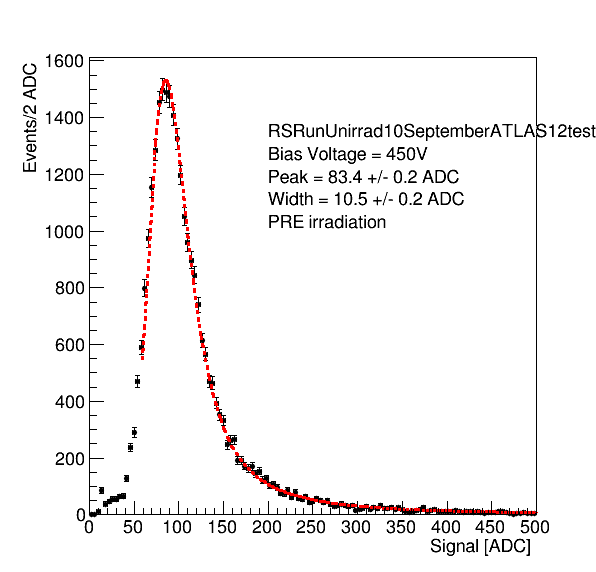 Events/2 ADC
1600
1400
1200
1000
800
600
400
200
0
RSRunUnirrad10SeptemberATLAS12test
Bias Voltage = 450V
Peak = 83.4 +/- 0.2 ADC
Width = 10.5 +/- 0.2 ADC
PRE irradiation
0 50 100 150 200 250 300 350 400 450 500
Signal [ADC]